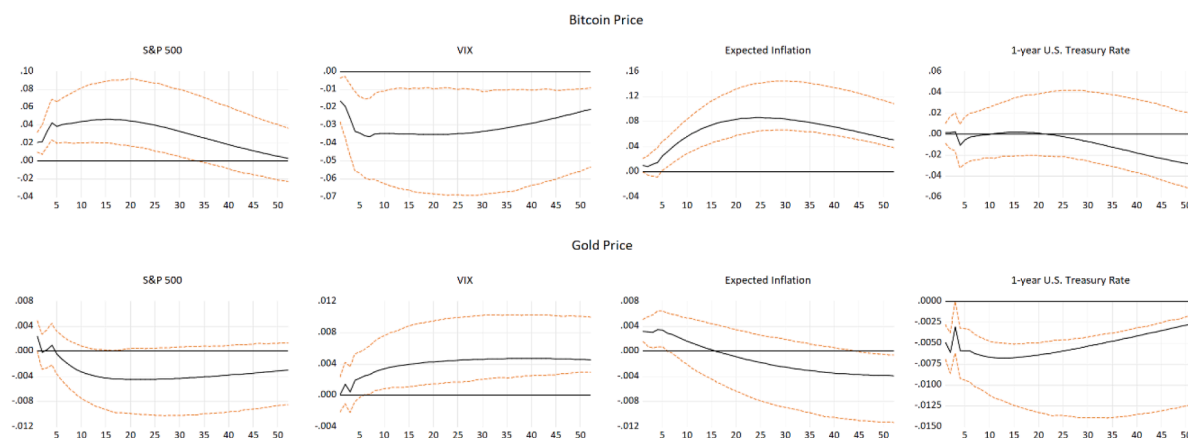 Bitcoin Price
S&P 500
.10
.08
.06
.04
.02
.00
-.02
-.04
5 10 15 20 25 30 35 40 45 50
VIX
.00
-.01
-.03
-.04
-.06
-.07
5 10 15 20 25 30 35 40 45 50
Expected Inflation
.16
.12
.08
.04
.00
-.04
5 10 15 20 25 30 35 40 45 50
1-year U.S. Treasury Rate
.06
.04
.02
.00
-.02
-.04
-.06
5 10 15 20 25 30 35 40 45 50
Gold Price
S&P 500
.008
.004
.000
-.004
-.008
-.012
5 10 15 20 25 30 35 40 45 50
VIX
.012
.008
.004
.000
-.004
5 10 15 20 25 30 35 40 45 50
Expected Inflation
.008
.004
.000
-.004
-.008
-.012
5 10 15 20 25 30 35 40 45 50
1-year U.S. Treasury Rate
.0000
-.0025
-.0050
-.0075
-.0100
-.0125
-.0150
5 10 15 20 25 30 35 40 45 50